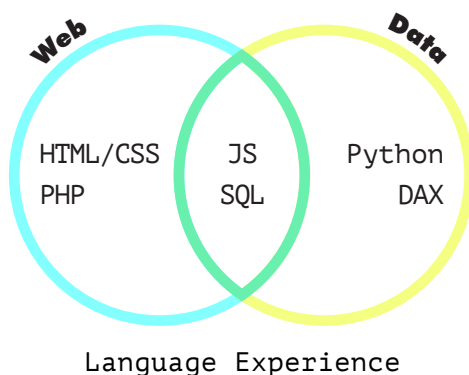 Web
Data
HTML/CSS
PHP
JS
SQL
Python
DAX
Language Experience